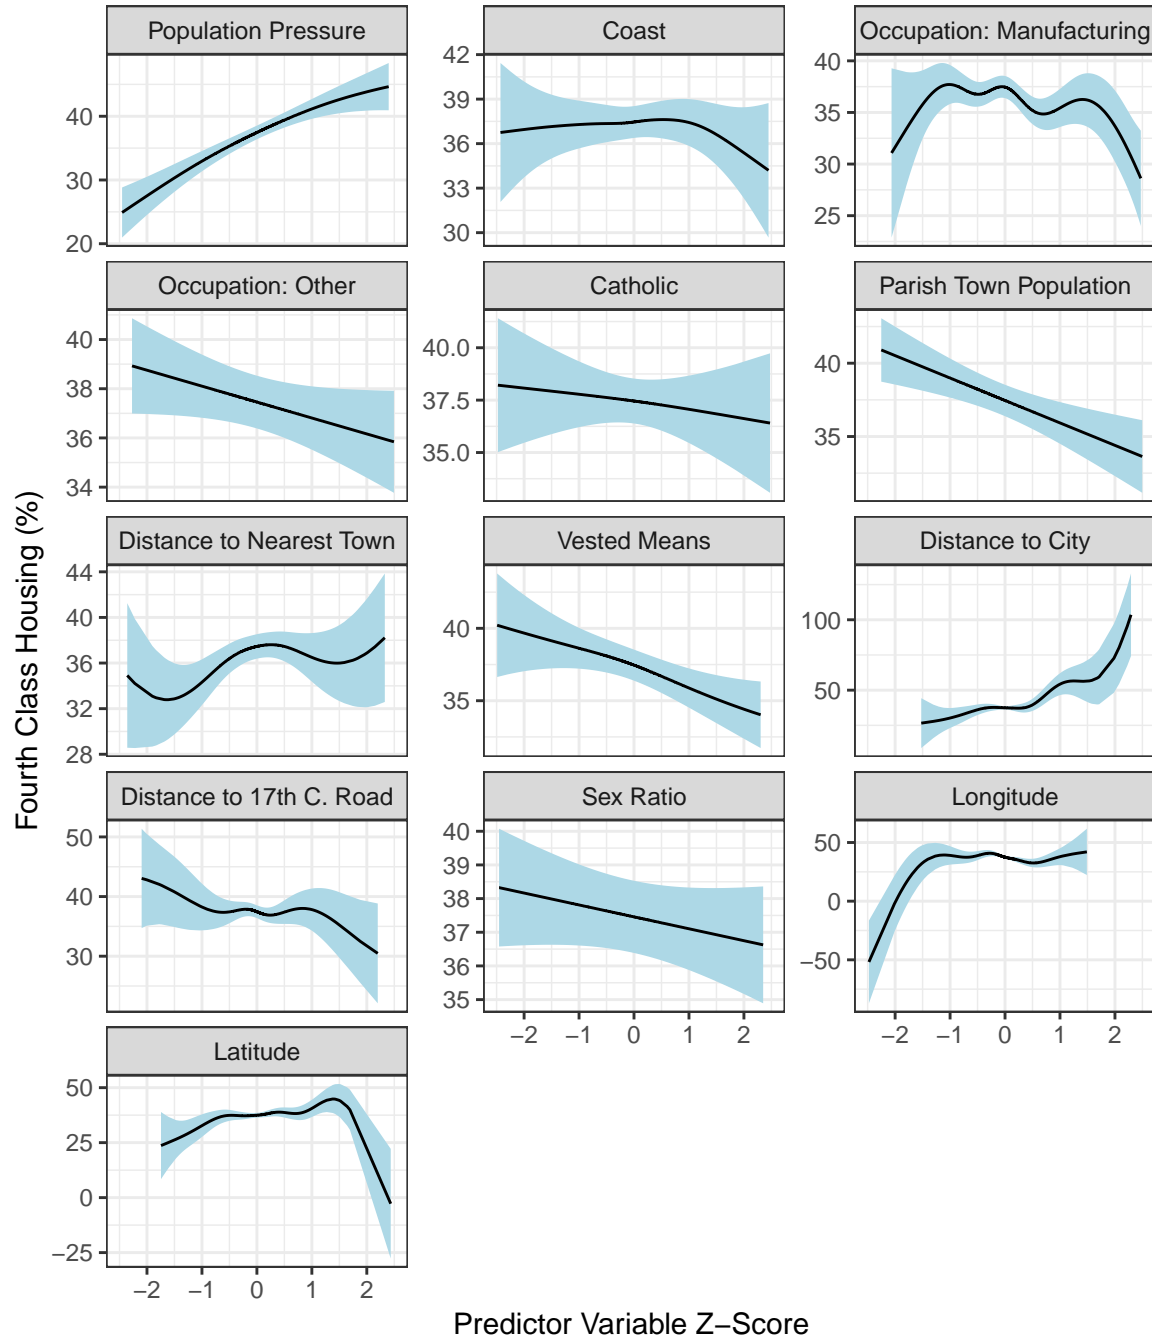 Population Pressure
Coast
Occupation: Manufacturing
40
30
20
42
39
36
33
30
40
35
30
25
Occupation: Other
Catholic
Parish Town Population
40
38
36
34
40.0
37.5
35.0
40
35
Distance to Nearest Town
Vested Means
Distance to City
44
40
36
32
28
40
35
100
50
Distance to 17th C. Road
Sex Ratio
Longitude
50
40
30
40
39
38
37
36
35
50
0
−50
−2 −1 0 1 2
−2 −1 0 1 2
Latitude
50
25
0
−25
−2 −1 0 1 2
Fourth Class Housing (%)
Predictor Variable Z−Score